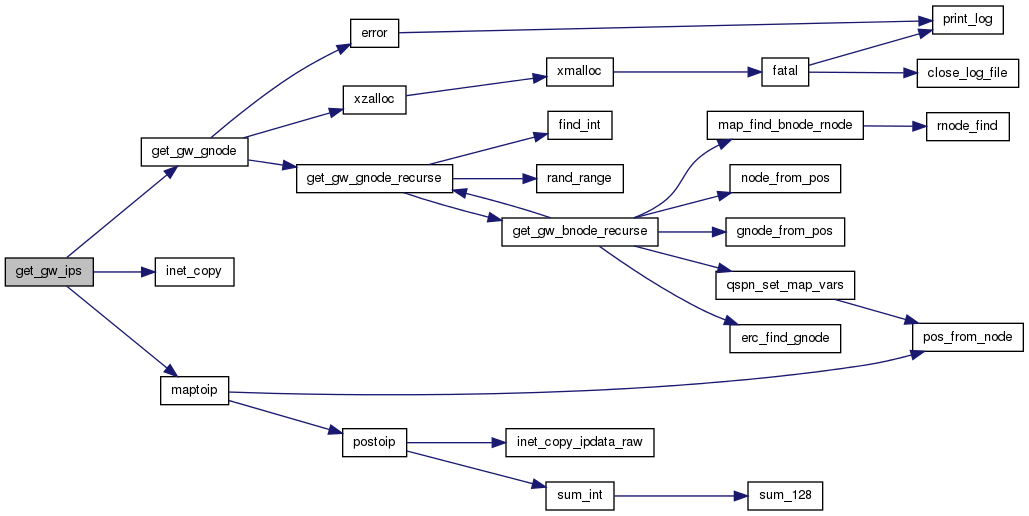 print_log
error
fatal
close_log_file
xmalloc
xzalloc
find_int
map_find_bnode_rnode
rnode_find
get_gw_gnode
get_gw_gnode_recurse
rand_range
node_from_pos
get_gw_bnode_recurse
gnode_from_pos
get_gw_ips
inet_copy
qspn_set_map_vars
erc_find_gnode
pos_from_node
maptoip
postoip
inet_copy_ipdata_raw
sum_int
sum_128